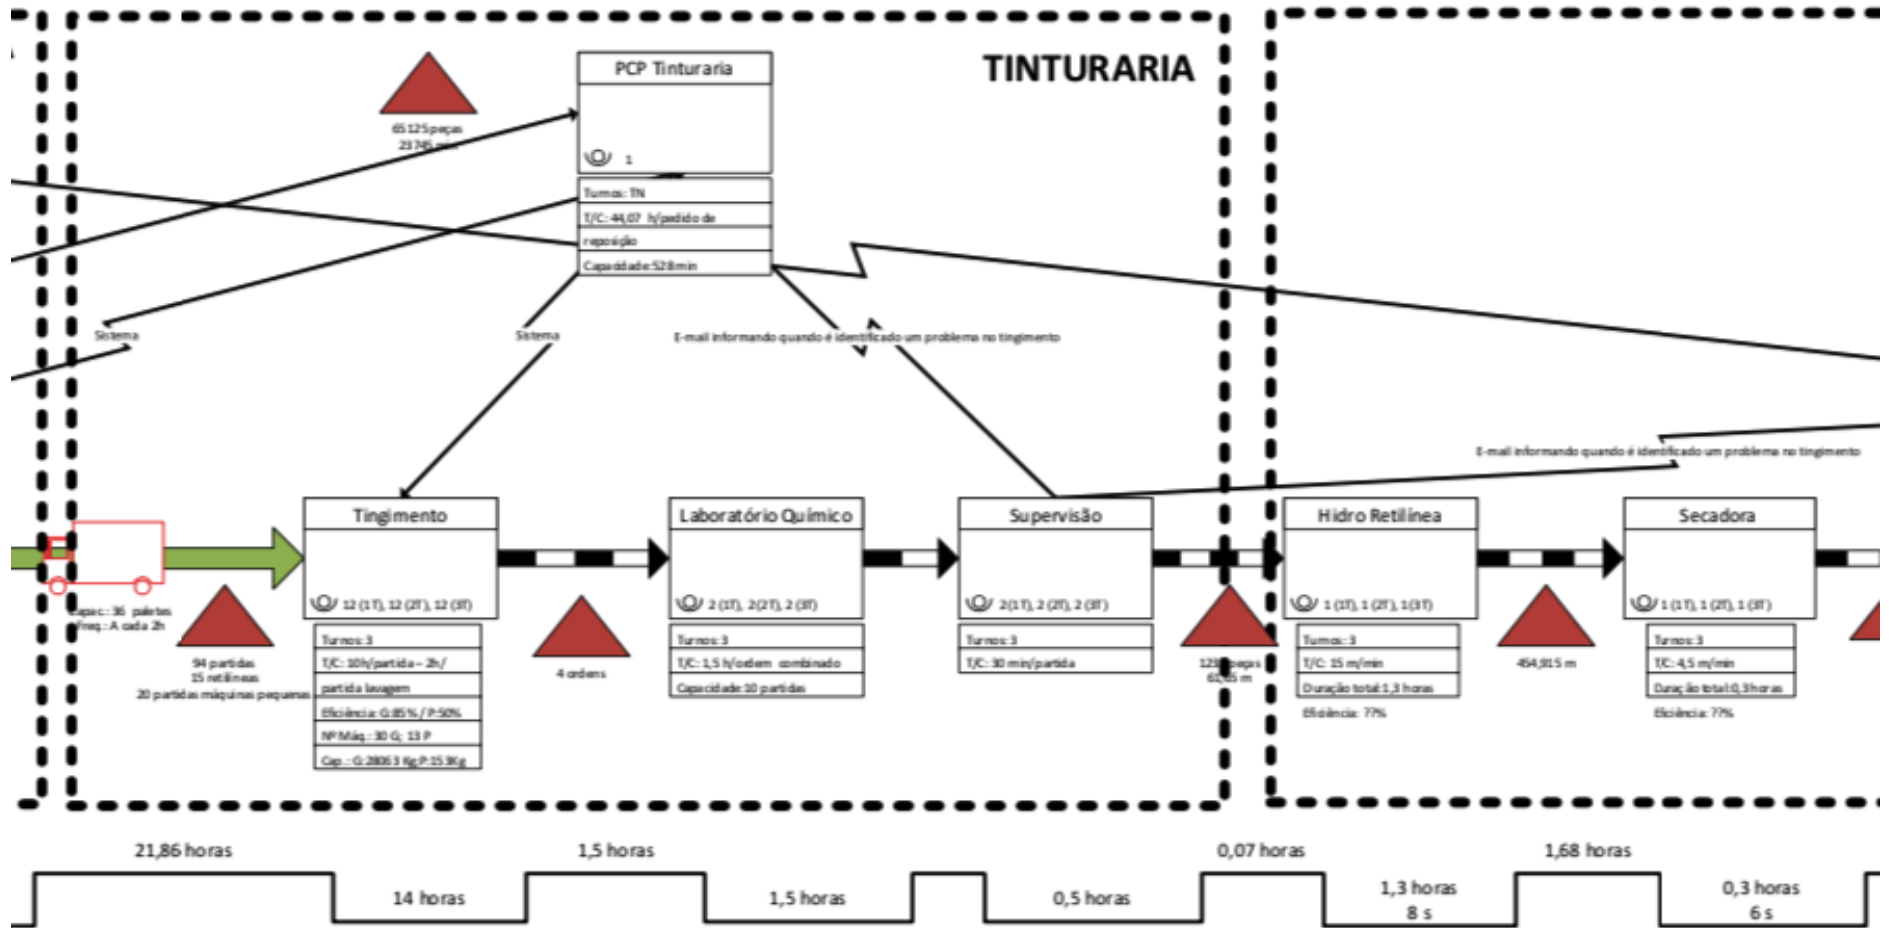 TINTURARIA
PCP Tinturaria
1
Turnos: TN
T/C: 44,07 h/pedido de
reposição
Capacidade:528min
65125peças
23745
Sistema
Sistema
E-mail informando quando é identificado um problema no tingimento
E-mail informando quando é identificado um problema no tingimento
Capac.: 36 paletes
Freq.: A cada 2h
94 partidas
15 retilíneas
20 partidas máquinas pequenas
Tingimento
12 (1T), 12 (2T), 12 (3T)
Turnos: 3
T/C: 10h/partida – 2h/
partida lavagem
Eficiência: G:85% / P:50%
Nº Máq.: 30 G; 13 P
Cap.: G:28063 Kg P:153Kg
4 ordens
Laboratório Químico
2 (1T), 2(2T), 2 (3T)
Turnos: 3
T/C: 1,5 h/ordem combinado
Capacidade:10 partidas
Supervisão
2(1T), 2 (2T), 2 (3T)
Turnos: 3
T/C: 30 min/partida
peças
m
Hidro Retilínea
1 (1T), 1 (2T), 1(3T)
Turnos: 3
T/C: 15 m/min
Duração total:1,3 horas
Eficiência: ??%
454,915 m
Secadora
1 (1T), 1 (2T), 1 (3T)
Turnos: 3
T/C: 4,5 m/min
Duração total:0,3horas
Eficiência: ??%
21,86 horas
14 horas
1,5 horas
1,5 horas
0,5 horas
0,07 horas
1,3 horas
8 s
1,68 horas
0,3 horas
6 s